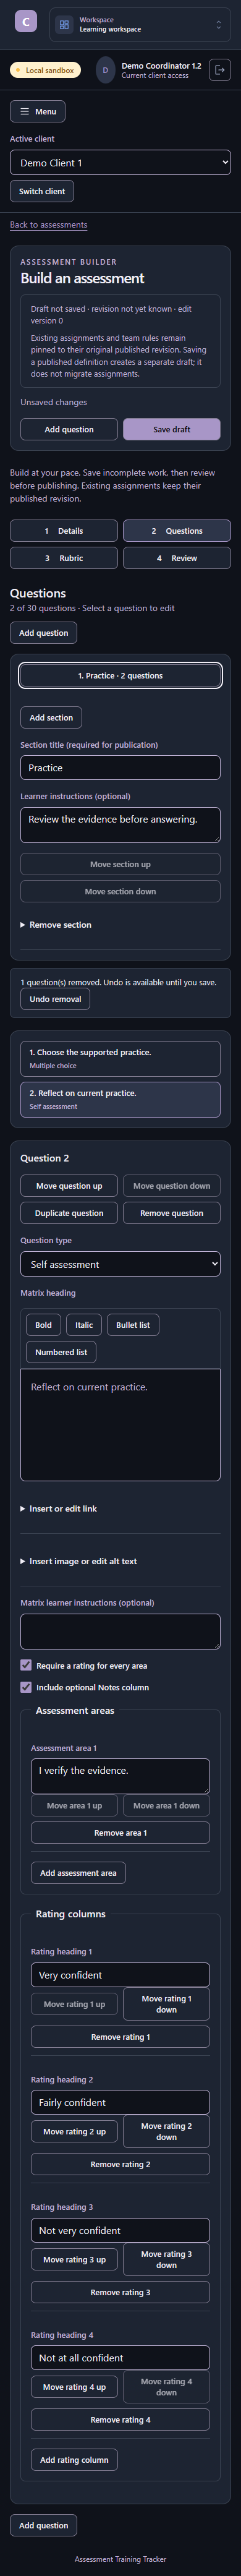 C
Workspace
Learning workspace
Local sandbox
D
Demo Coordinator 1.2
Current client access
Menu
Active client
Demo Client 1
Switch client
Back to assessments
ASSESSMENT BUILDER
Build an assessment
Draft not saved · revision not yet known · edit
version 0
Existing assignments and team rules remain
pinned to their original published revision. Saving
a published definition creates a separate draft; it
does not migrate assignments.
Unsaved changes
Add question
Save draft
Build at your pace. Save incomplete work, then review
before publishing. Existing assignments keep their
published revision.
1 Details
2 Questions
3 Rubric
4 Review
Questions
2 of 30 questions · Select a question to edit
Add question
1. Practice · 2 questions
Add section
Section title (required for publication)
Practice
Learner instructions (optional)
Review the evidence before answering.
Move section up
Move section down
Remove section
1 question(s) removed. Undo is available until you save.
Undo removal
1. Choose the supported practice.
Multiple choice
2. Reflect on current practice.
Self assessment
Question 2
Move question up
Move question down
Duplicate question
Remove question
Question type
Self assessment
Matrix heading
Bold
Italic
Bullet list
Numbered list
Reflect on current practice.
Insert or edit link
Insert image or edit alt text
Matrix learner instructions (optional)
Require a rating for every area
Include optional Notes column
Assessment areas
Assessment area 1
I verify the evidence.
Move area 1 up
Move area 1 down
Remove area 1
Add assessment area
Rating columns
Rating heading 1
Very confident
Move rating 1 up
Move rating 1
down
Remove rating 1
Rating heading 2
Fairly confident
Move rating 2 up
Move rating 2
down
Remove rating 2
Rating heading 3
Not very confident
Move rating 3 up
Move rating 3
down
Remove rating 3
Rating heading 4
Not at all confident
Move rating 4 up
Move rating 4
down
Remove rating 4
Add rating column
Add question
Assessment Training Tracker